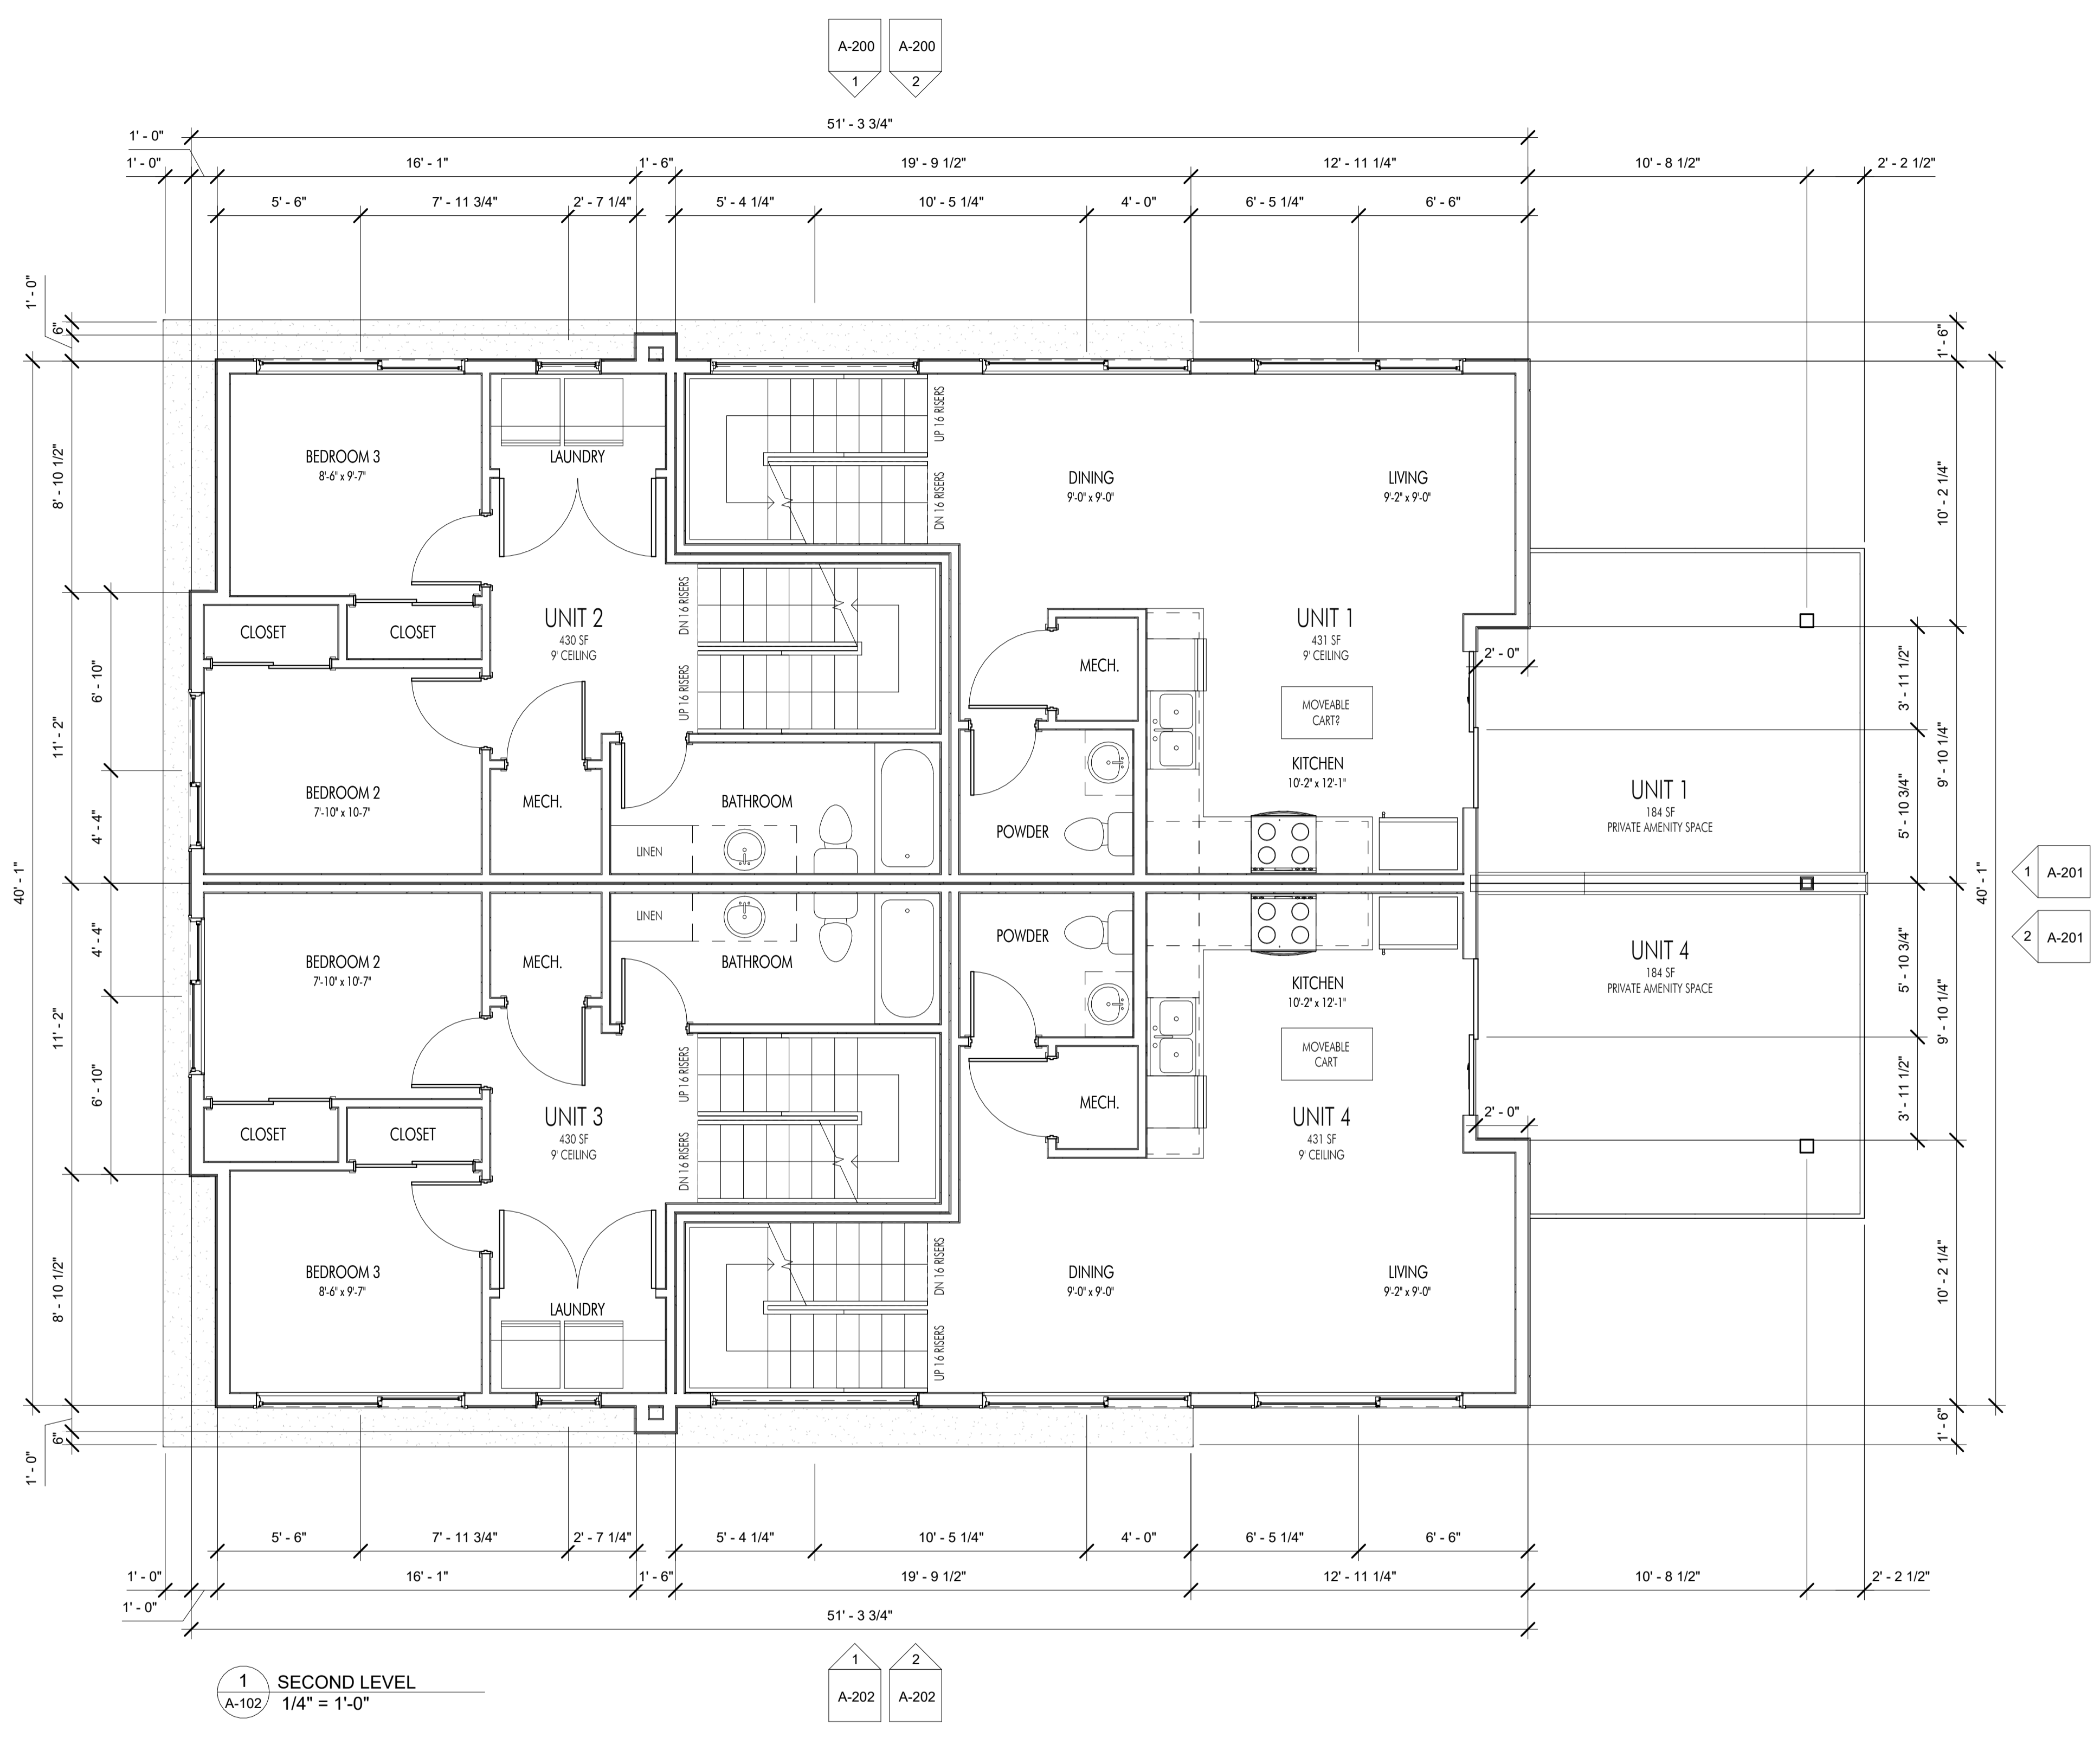 A-200 A-200
1 2
51' - 3 3/4"
1' - 0"
1' - 0" 16' - 1" 1' - 6" 19' - 9 1/2" 12' - 11 1/4" 10' - 8 1/2" 2' - 2 1/2"
5' - 6" 7' - 11 3/4" 2' - 7 1/4" 5' - 4 1/4" 10' - 5 1/4" 4' - 0" 6' - 5 1/4" 6' - 6"
1' - 0"
6"
1' - 6"
8' - 10 1/2"
10' - 2 1/4"
UP 16 RISERS
DN 16 RISERS
BEDROOM 3
8'-6" x 9'-7"
LAUNDRY
DINING
9'-0" x 9'-0"
LIVING
9'-2" x 9'-0"
CLOSET
CLOSET
UNIT 2
430 SF
9' CEILING
DN 16 RISERS
UP 16 RISERS
MECH.
UNIT 1
431 SF
9' CEILING
2' - 0"
6' - 10"
11' - 2"
3' - 11 1/2"
MOVEABLE
CART?
KITCHEN
10'-2" x 12'-1"
9' - 10 1/4"
BEDROOM 2
7'-10" x 10'-7"
MECH.
BATHROOM
LINEN
POWDER
UNIT 1
184 SF
PRIVATE AMENITY SPACE
4' - 4"
5' - 10 3/4"
40' - 1"
40' - 1"
1 A-201
2 A-201
4' - 4"
5' - 10 3/4"
BEDROOM 2
7'-10" x 10'-7"
MECH.
LINEN
BATHROOM
POWDER
KITCHEN
10'-2" x 12'-1"
UNIT 4
184 SF
PRIVATE AMENITY SPACE
11' - 2"
9' - 10 1/4"
MOVEABLE
CART
6' - 10"
3' - 11 1/2"
UP 16 RISERS
DN 16 RISERS
CLOSET
CLOSET
UNIT 3
430 SF
9' CEILING
MECH.
UNIT 4
431 SF
9' CEILING
2' - 0"
BEDROOM 3
8'-6" x 9'-7"
LAUNDRY
DN 16 RISERS
UP 16 RISERS
DINING
9'-0" x 9'-0"
LIVING
9'-2" x 9'-0"
8' - 10 1/2"
10' - 2 1/4"
6"
1' - 0"
1' - 6"
5' - 6" 7' - 11 3/4" 2' - 7 1/4" 5' - 4 1/4" 10' - 5 1/4" 4' - 0" 6' - 5 1/4" 6' - 6"
1' - 0" 16' - 1" 1' - 6" 19' - 9 1/2" 12' - 11 1/4" 10' - 8 1/2" 2' - 2 1/2"
1' - 0"
51' - 3 3/4"
1 2
A-202 A-202
1 SECOND LEVEL
A-102 1/4" = 1'-0"